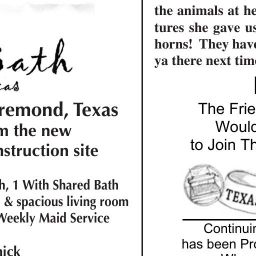 Bath
as
remond, Texas
m the new
nstruction site
h, 1 With Shared Bath
& spacious living room
Weekly Maid Service
nick
the animals at he
tures she gave us
horns! They have
ya there next time
The Frie
Would
to Join Th
TEXAS
Continuin
has been Pro